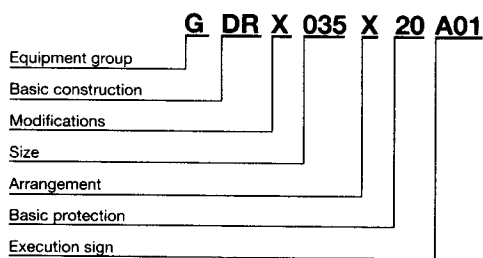 G DR X 035 X 20 A01
Equipment group
Basic construction
Modifications
Size
Arrangement
Basic protection
Execution sign